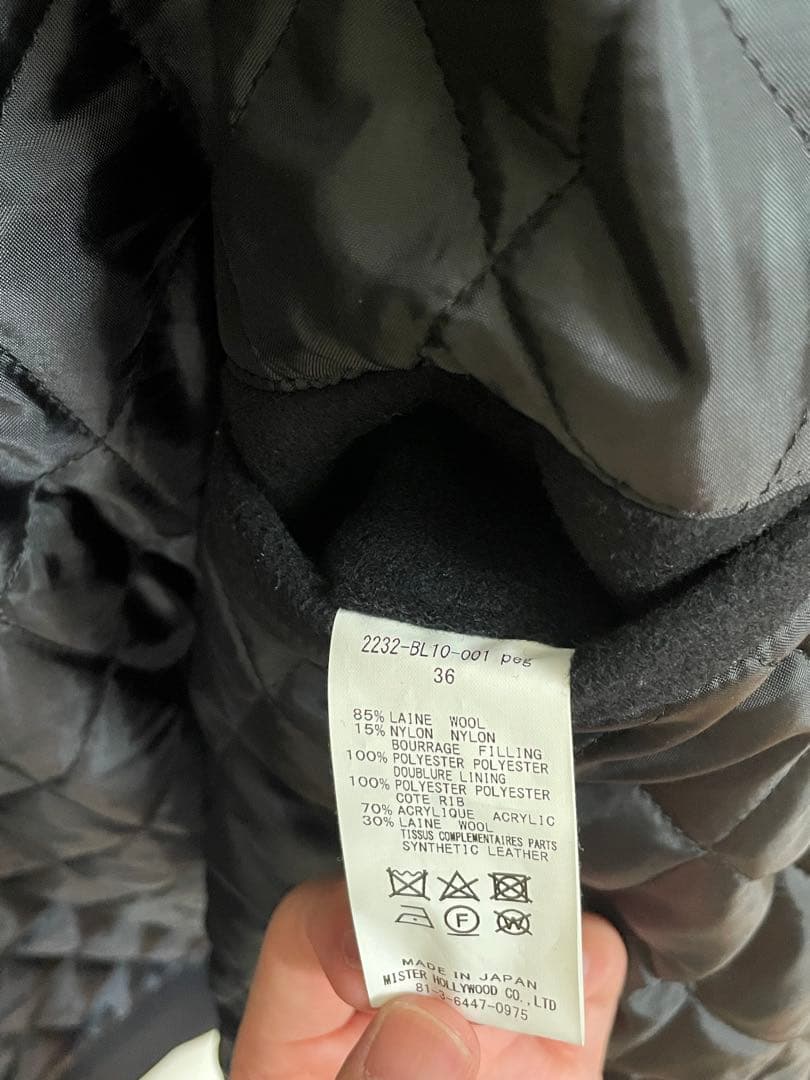 2232-BL10-001 peg
36
85% LAINE WOOL
15% NYLON NYLON
BOURRAGE FILLING
100% POLYESTER POLYESTER
DOUBLURE LINING
100% POLYESTER POLYESTER
COTE RIB
70% ACRYLIQUE ACRYLIC
30% LAINE WOOL
TISSUS COMPLEMENTAIRES PARTS
SYNTHETIC LEATHER
F
W
MADE IN JAPAN
MISTER HOLLYWOOD CO.,LTD
81-3-6447-0975